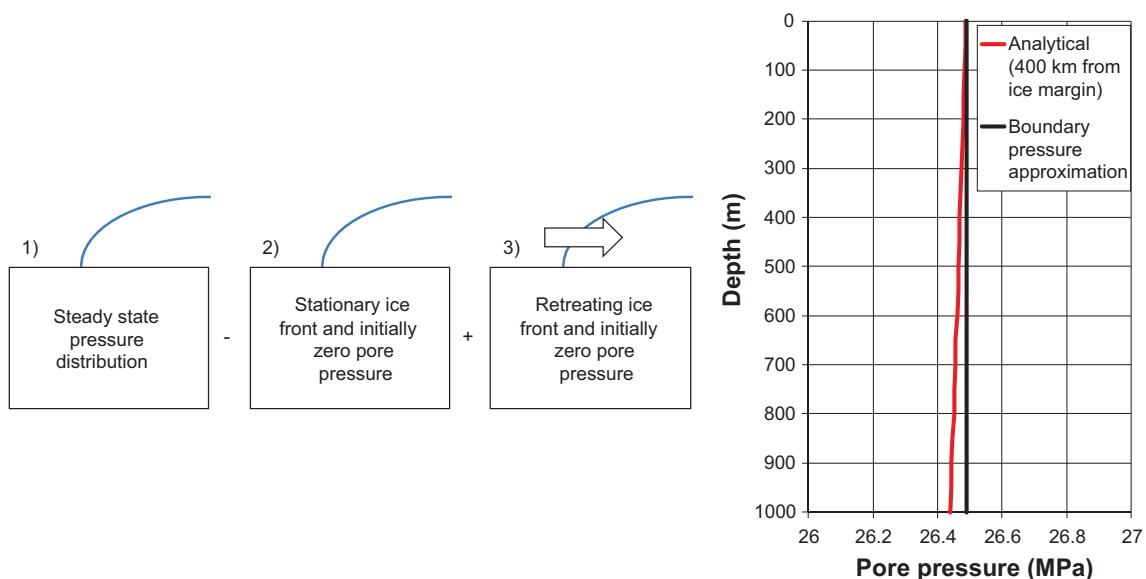 1)
Steady state
pressure
distribution
-
2)
Stationary ice
front and initially
zero pore
pressure
+
3)
Retreating ice
front and initially
zero pore
pressure
Depth (m)
0
100
200
300
400
500
600
700
800
900
1000
Analytical
(400 km from
ice margin)
Boundary
pressure
approximation
26 26.2 26.4 26.6 26.8 27
Pore pressure (MPa)